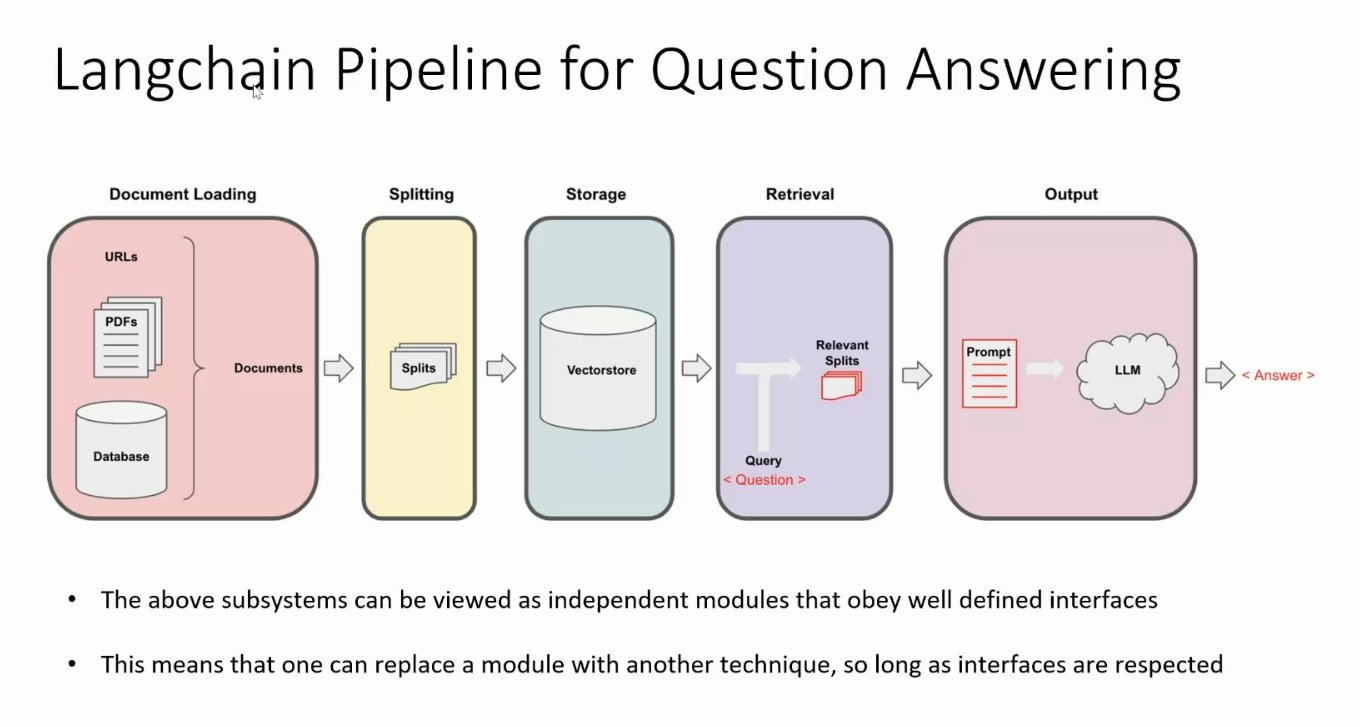 Langchain Pipeline for Question Answering
Document Loading
Splitting
Storage
Retrieval
Output
URLs
PDFs
Documents
Database
Splits
Vectorstore
Relevant
Splits
Query
< Question >
Prompt
LLM
< Answer >
• The above subsystems can be viewed as independent modules that obey well defined interfaces
• This means that one can replace a module with another technique, so long as interfaces are respected